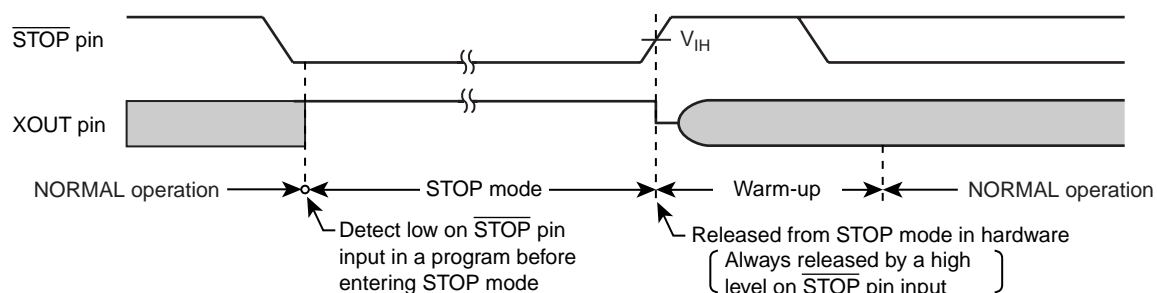 STOP pin
VIH
XOUT pin
NORMAL operation
STOP mode
Warm-up
NORMAL operation
Detect low on STOP pin
input in a program before
entering STOP mode
Released from STOP mode in hardware
Always released by a high
level on STOP pin input